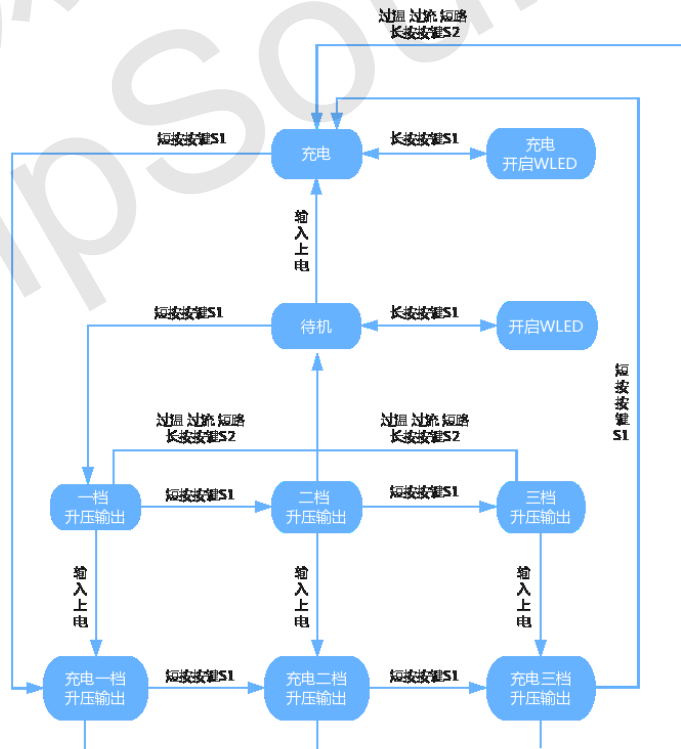 过温 过流 短路
长按按键S2
短按按键S1
充电
长按按键S1
充电
开启WLED
输
入
上
电
短按按键S1
待机
长按按键S1
开启WLED
短
按
按
键
S1
过温 过流 短路
长按按键S2
过温 过流 短路
长按按键S2
一档
升压输出
短按按键S1
二档
升压输出
短按按键S1
三档
升压输出
输
入
上
电
输
入
上
电
输
入
上
电
充电一档
升压输出
短按按键S1
充电二档
升压输出
短按按键S1
充电三档
升压输出